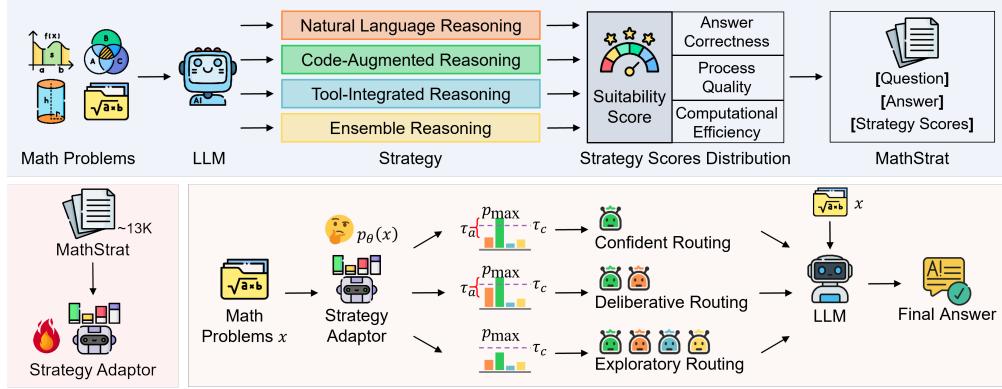 f(x)
S
a
b
B
A
C
h
r
√a×b
Math Problems
AI
LLM
Natural Language Reasoning
Code-Augmented Reasoning
Tool-Integrated Reasoning
Ensemble Reasoning
Strategy
Suitability
Score
Answer
Correctness
Process
Quality
Computational
Efficiency
Strategy Scores Distribution
[Question]
[Answer]
[Strategy Scores]
MathStrat
~13K
MathStrat
Strategy Adaptor
√a×b
Math
Problems x
pθ(x)
Strategy
Adaptor
pmax
τa
τc
Confident Routing
pmax
τa
τc
Deliberative Routing
pmax
τc
Exploratory Routing
√a×b
x
LLM
AI
Final Answer